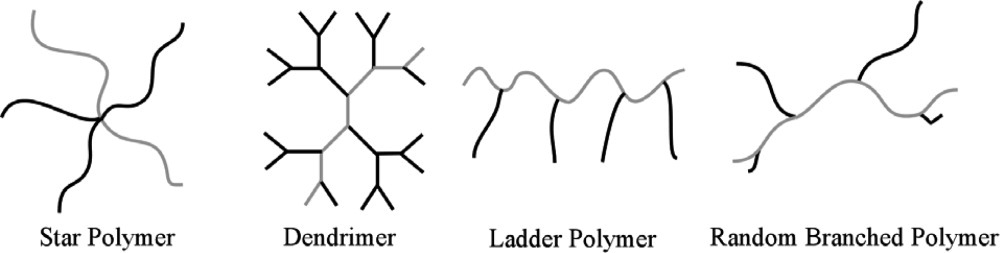 Star Polymer
Dendrimer
Ladder Polymer
Random Branched Polymer